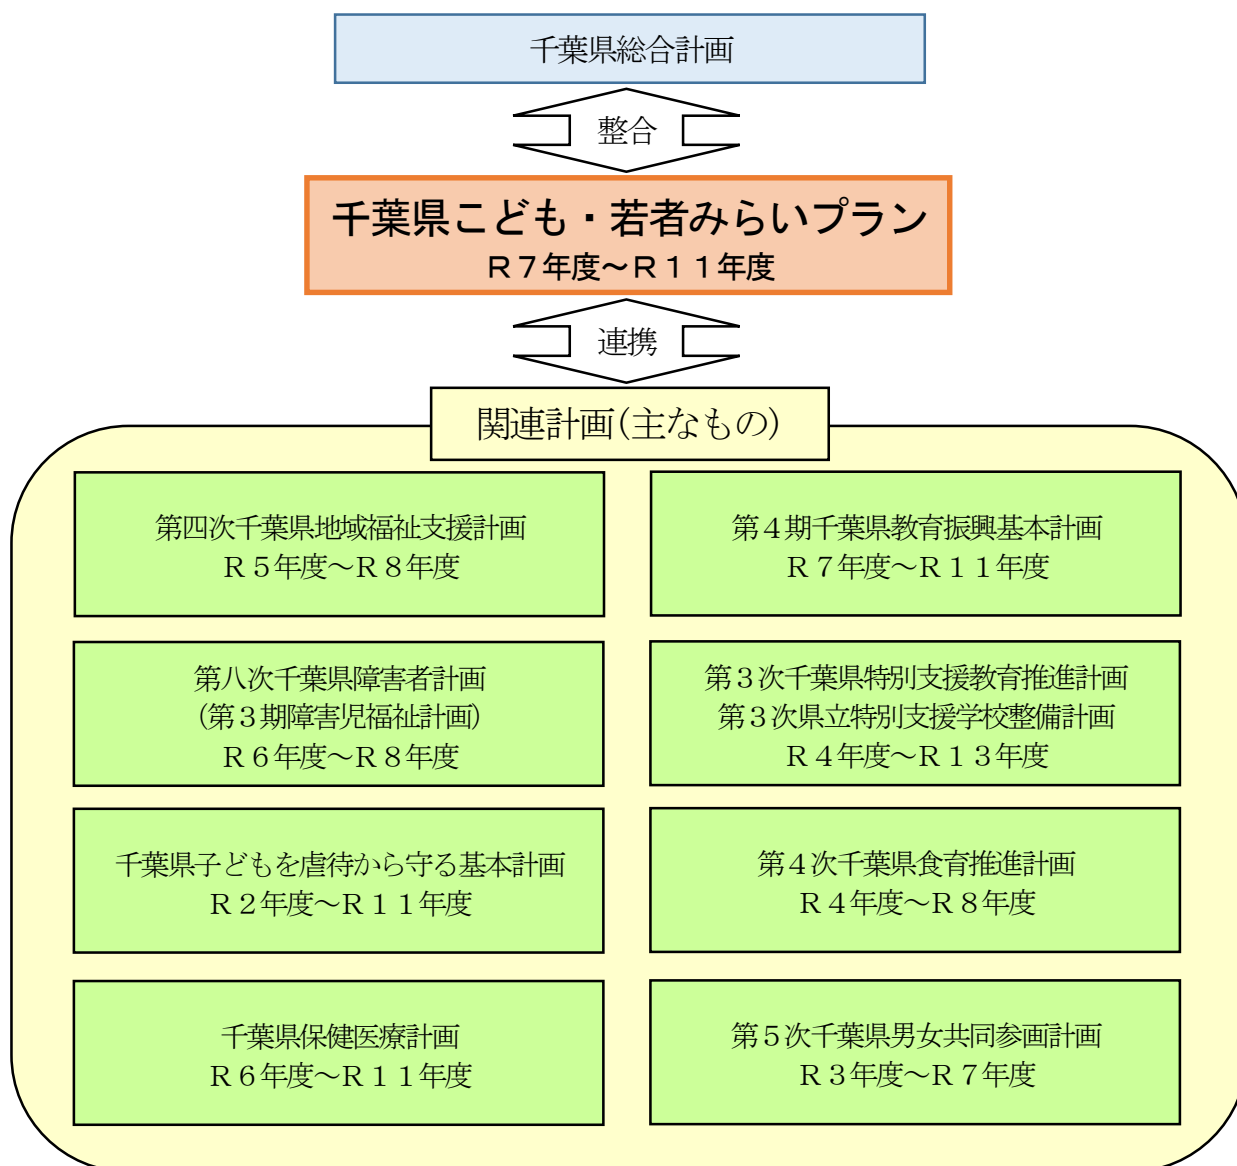 千葉県総合計画
整合
千葉県こども・若者みらいプラン
Ｒ７年度～Ｒ１１年度
連携
関連計画(主なもの)
第四次千葉県地域福祉支援計画
Ｒ５年度～Ｒ８年度
第４期千葉県教育振興基本計画
Ｒ７年度～Ｒ１１年度
第八次千葉県障害者計画
(第３期障害児福祉計画)
Ｒ６年度～Ｒ８年度
第３次千葉県特別支援教育推進計画
第３次県立特別支援学校整備計画
Ｒ４年度～Ｒ１３年度
千葉県子どもを虐待から守る基本計画
Ｒ２年度～Ｒ１１年度
第４次千葉県食育推進計画
Ｒ４年度～Ｒ８年度
千葉県保健医療計画
Ｒ６年度～Ｒ１１年度
第５次千葉県男女共同参画計画
Ｒ３年度～Ｒ７年度